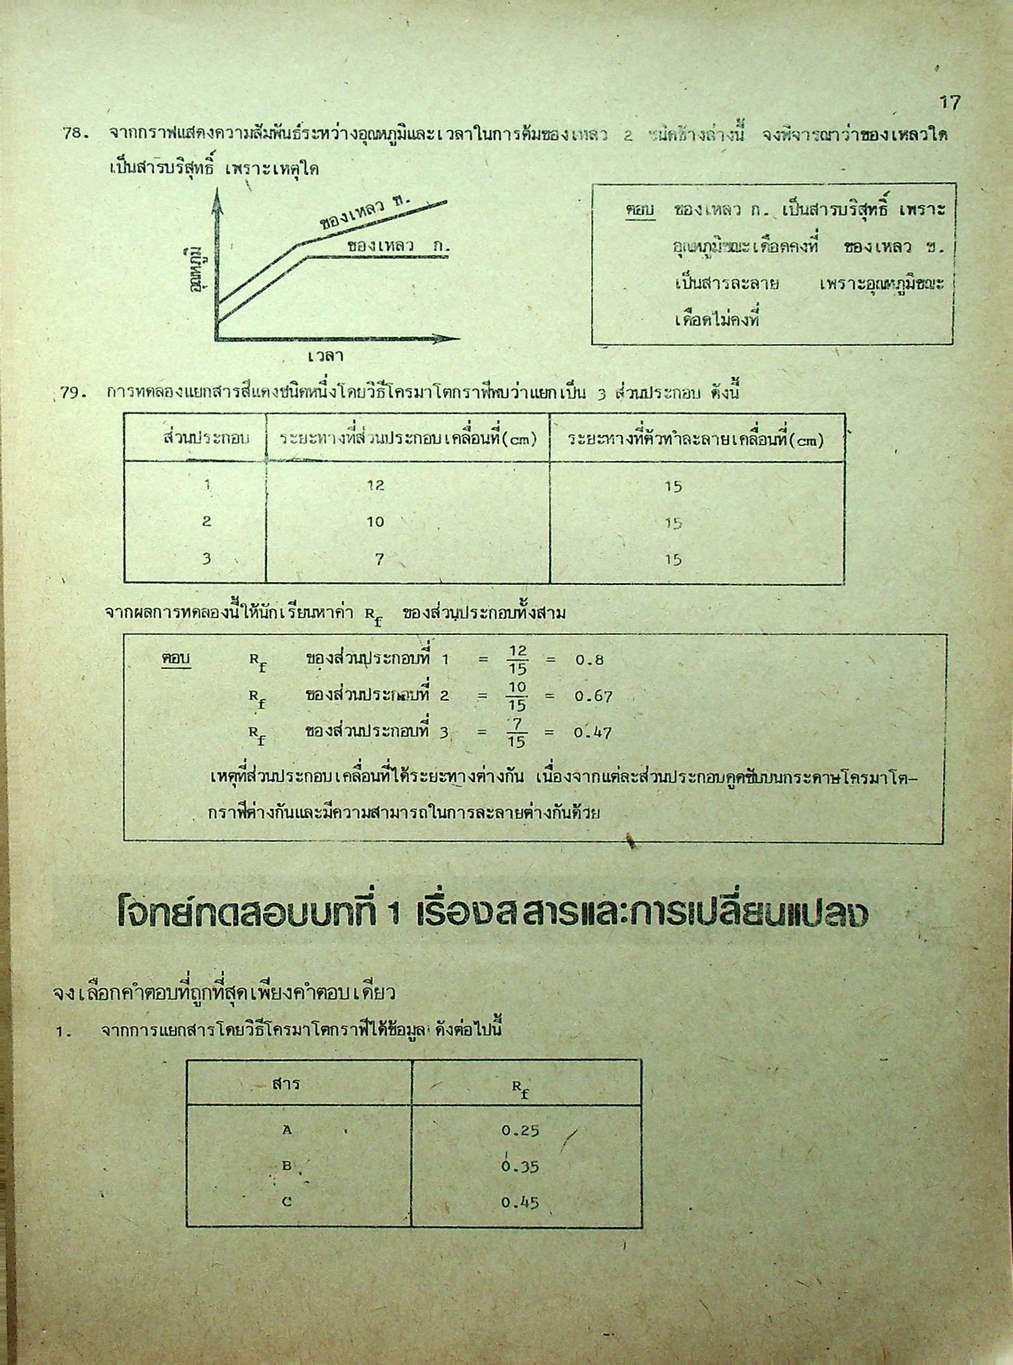 17
78. จากกราฟแสดงความสัมพันธ์ระหว่างอุณหภูมิและเวลาในการต้มของเหลว 2 ชนิดข้างล่างนี้ จงพิจารณาว่าของเหลวใด
เป็นสารบริสุทธิ์ เพราะเหตุใด
ของเหลว ข.
ของเหลว ก.
อุณหภูมิ
เวลา
ตอบ ของเหลว ก. เป็นสารบริสุทธิ์ เพราะ
อุณหภูมิขณะเดือดคงที่ ของเหลว ข.
เป็นสารละลาย เพราะอุณหภูมิขณะ
เดือดไม่คงที่
79. การทดลองแยกสารสีแดงชนิดหนึ่งโดยวิธีโครมาโตกราฟีพบว่าแยกเป็น 3 ส่วนประกอบ ดังนี้
ส่วนประกอบ ระยะทางที่ส่วนประกอบเคลื่อนที่(cm) ระยะทางที่ตัวทำละลายเคลื่อนที่(cm)
1 12 15
2 10 15
3 7 15
จากผลการทดลองนี้ให้นักเรียนหาค่า Rf ของส่วนประกอบทั้งสาม
ตอบ Rf ของส่วนประกอบที่ 1 = 12/15 = 0.8
Rf ของส่วนประกอบที่ 2 = 10/15 = 0.67
Rf ของส่วนประกอบที่ 3 = 7/15 = 0.47
เหตุที่ส่วนประกอบเคลื่อนที่ได้ระยะทางต่างกัน เนื่องจากแต่ละส่วนประกอบดูดซับบนกระดาษโครมาโต-
กราฟีต่างกันและมีความสามารถในการละลายต่างกันด้วย
โจทย์ทดสอบบทที่ 1 เรื่องสสารและการเปลี่ยนแปลง
จงเลือกคำตอบที่ถูกที่สุดเพียงคำตอบเดียว
1. จากการแยกสารโดยวิธีโครมาโตกราฟีได้ข้อมูล ดังต่อไปนี้
สาร Rf
A 0.25
B 0.35
C 0.45